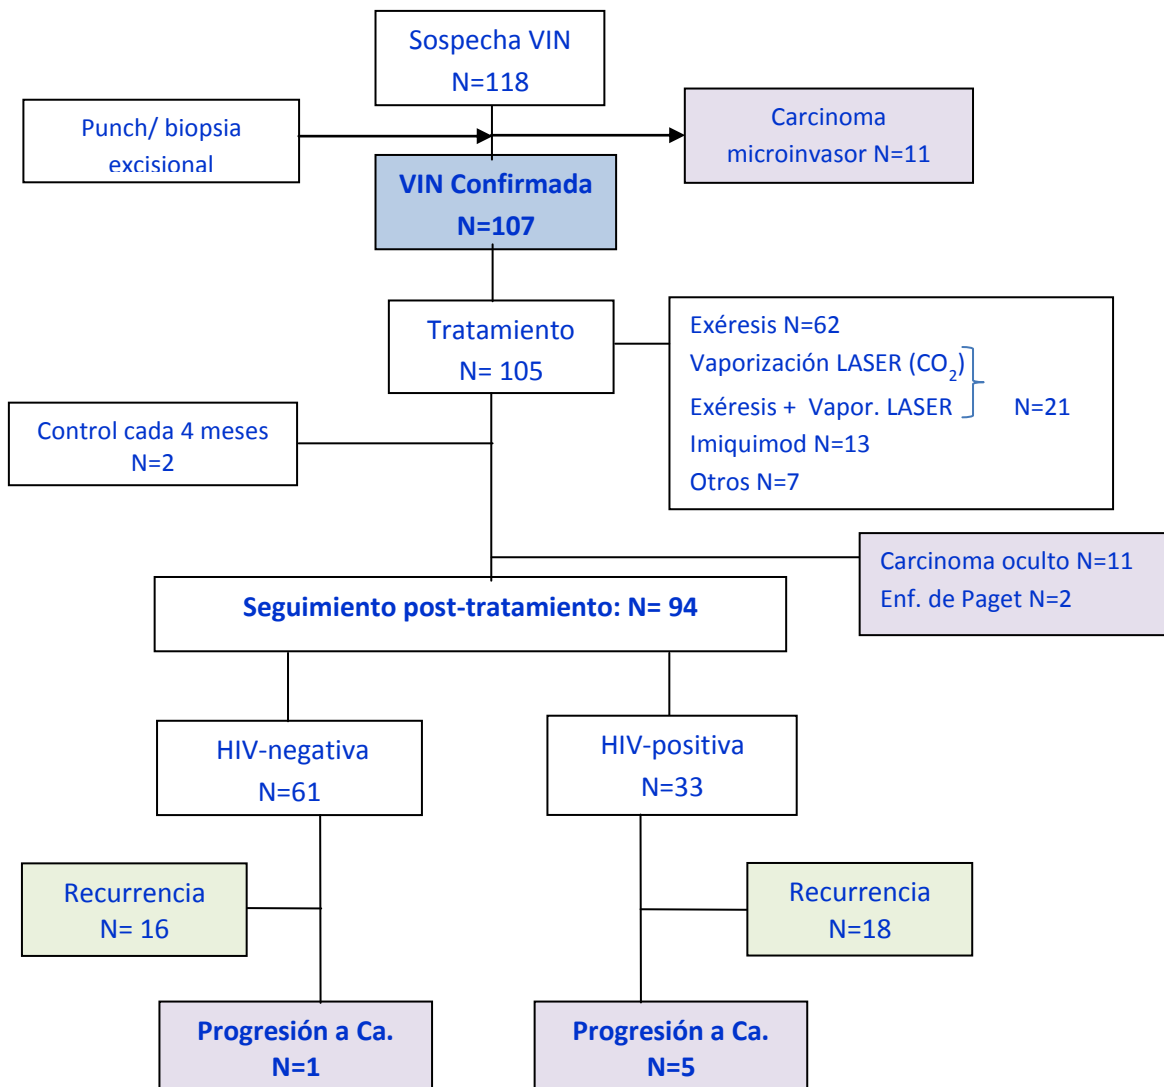 Sospecha VIN
N=118
Punch/ biopsia
excisional
Carcinoma
microinvasor N=11
VIN Confirmada
N=107
Tratamiento
N= 105
Exéresis N=62
Vaporización LASER (CO2)
Exéresis + Vapor. LASER N=21
Imiquimod N=13
Otros N=7
Control cada 4 meses
N=2
Carcinoma oculto N=11
Enf. de Paget N=2
Seguimiento post-tratamiento: N= 94
HIV-negativa
N=61
HIV-positiva
N=33
Recurrencia
N= 16
Recurrencia
N=18
Progresión a Ca.
N=1
Progresión a Ca.
N=5